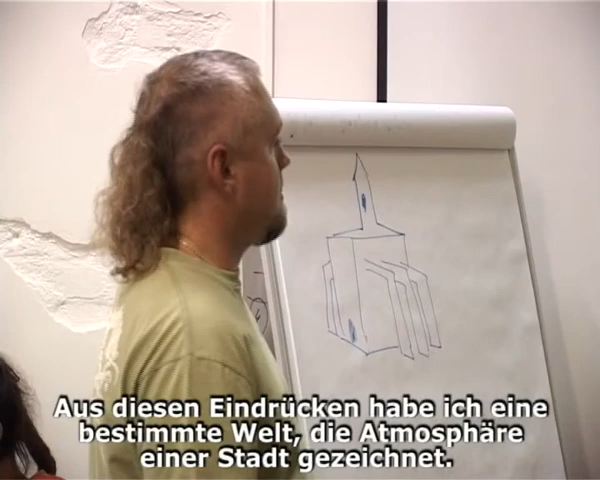 Aus diesen Eindrücken habe ich eine
bestimmte Welt, die Atmosphäre
einer Stadt gezeichnet.